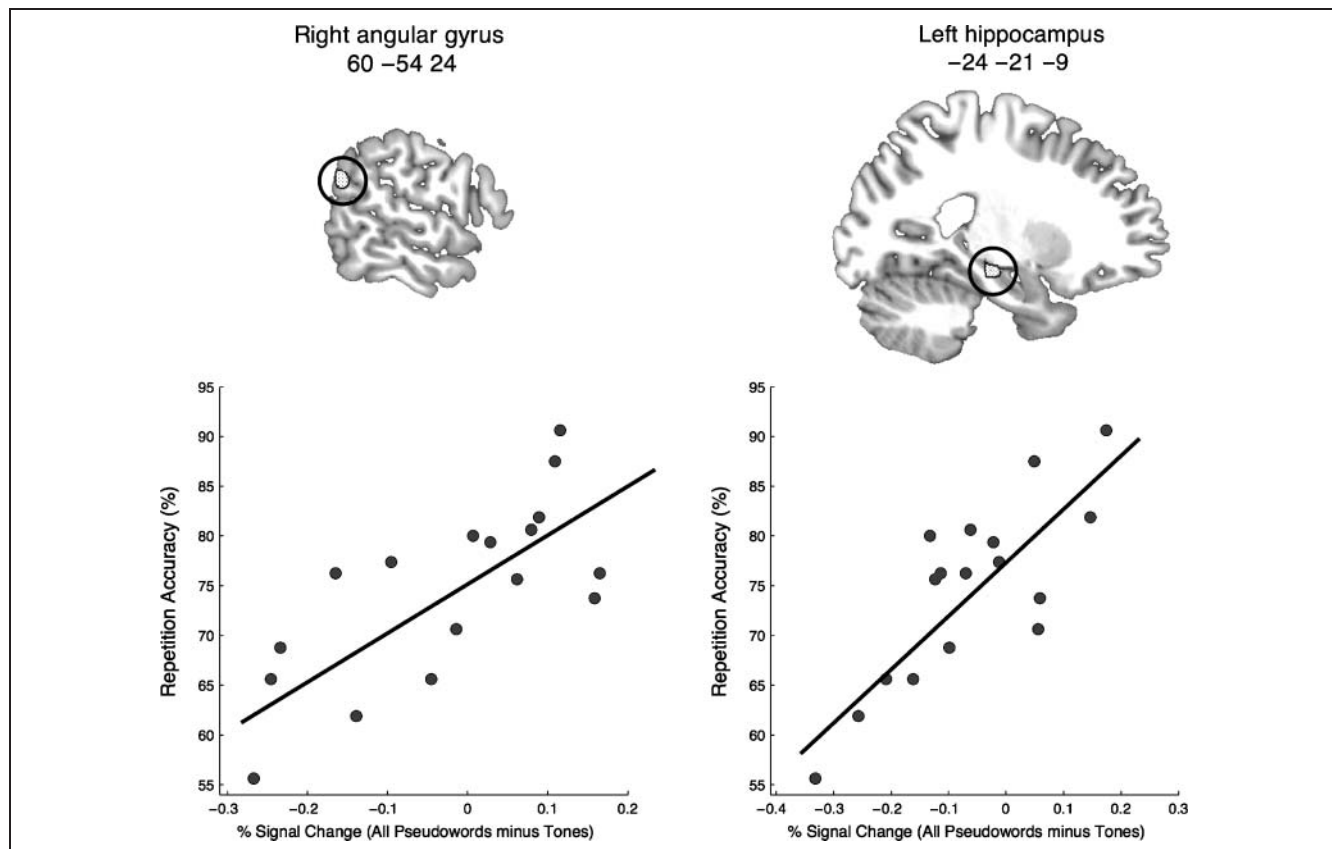 Right angular gyrus
60 −54 24
Left hippocampus
−24 −21 −9
95
90
85
80
75
70
65
60
55
Repetition Accuracy (%)
−0.3 −0.2 −0.1 0 0.1 0.2
% Signal Change (All Pseudowords minus Tones)
95
90
85
80
75
70
65
60
55
Repetition Accuracy (%)
−0.4 −0.3 −0.2 −0.1 0 0.1 0.2 0.3
% Signal Change (All Pseudowords minus Tones)